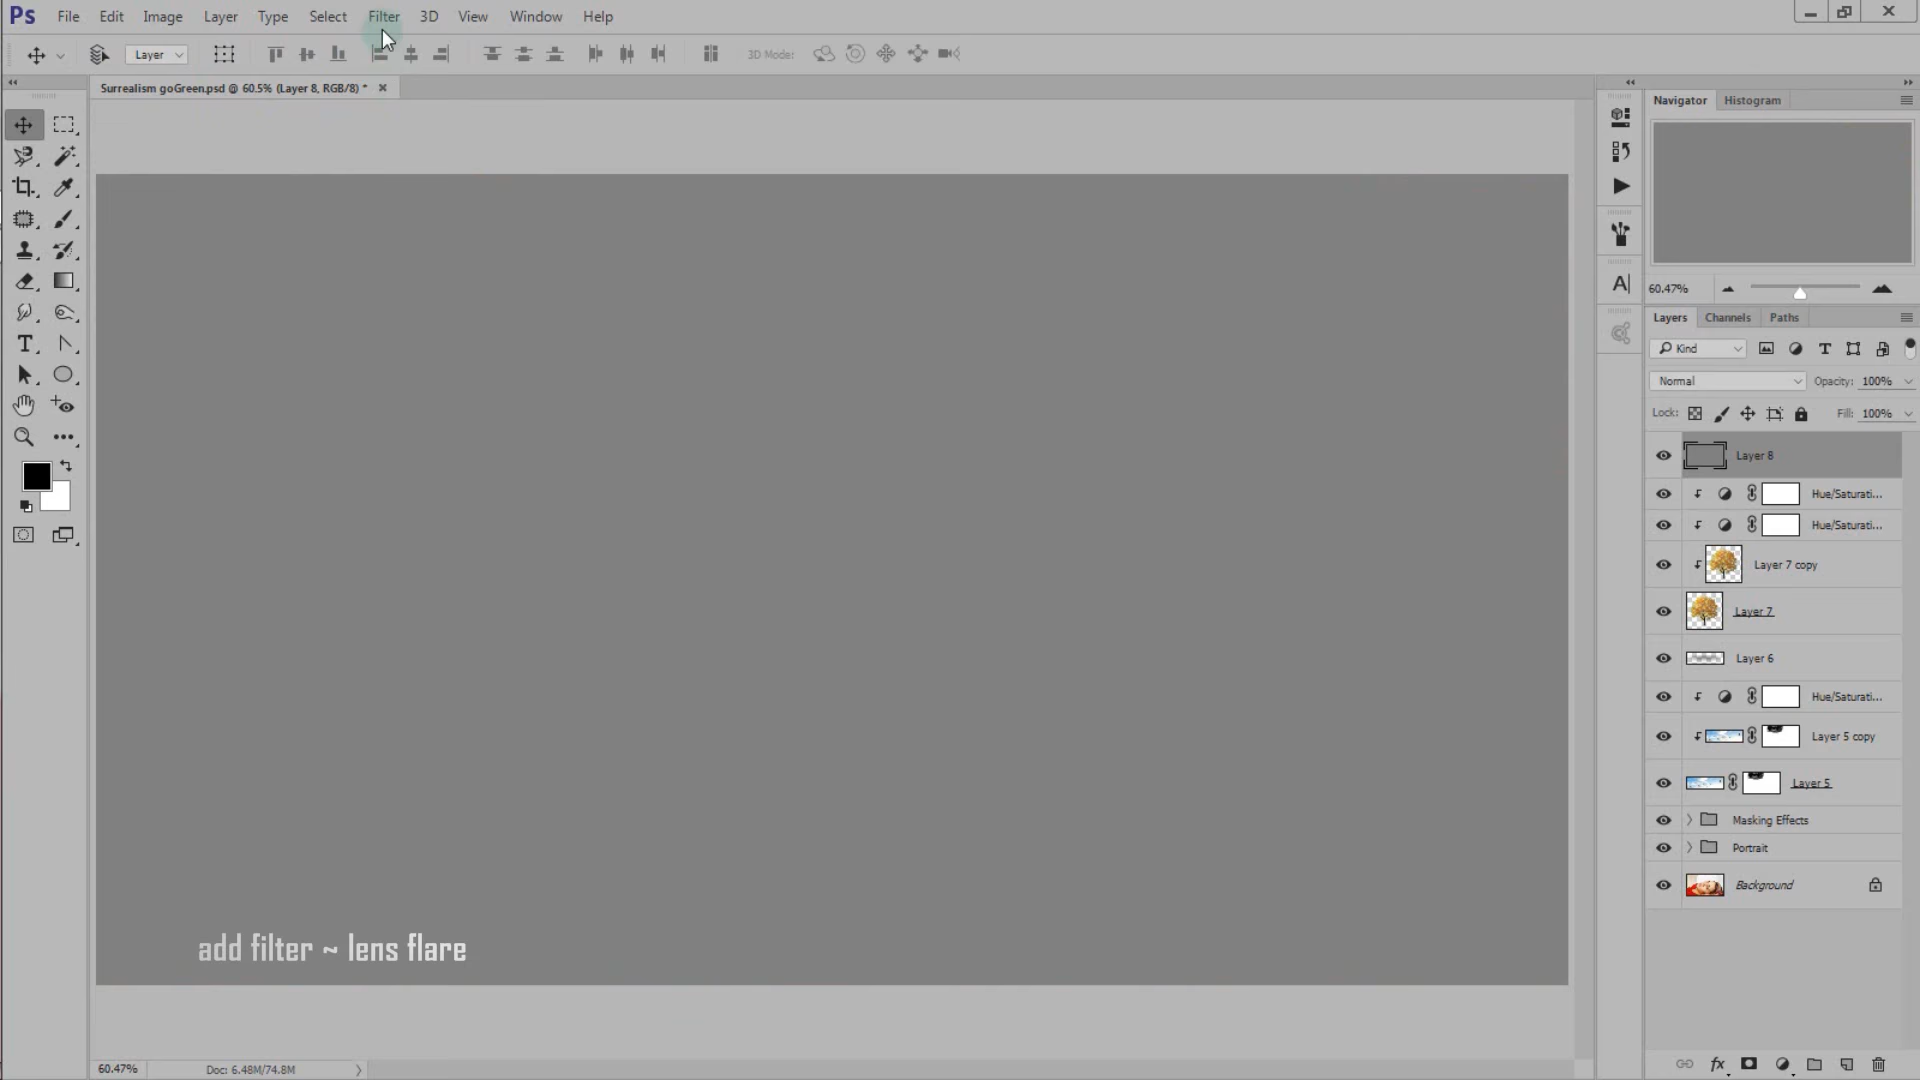 Ps File Edit Image Layer Type Select Filter 3D View Window Help
Layer 3D Mode:
Surrealism goGreen.psd @ 60.5% (Layer 8, RGB/8) *
Navigator Histogram
60.47%
Layers Channels Paths
Kind
Normal Opacity: 100%
Lock: Fill: 100%
Layer 8
Hue/Saturati...
Hue/Saturati...
Layer 7 copy
Layer 7
Layer 6
Hue/Saturati...
Layer 5 copy
Layer 5
Masking Effects
Portrait
Background
add filter ~ lens flare
60.47% Doc: 6.48M/74.8M
fx